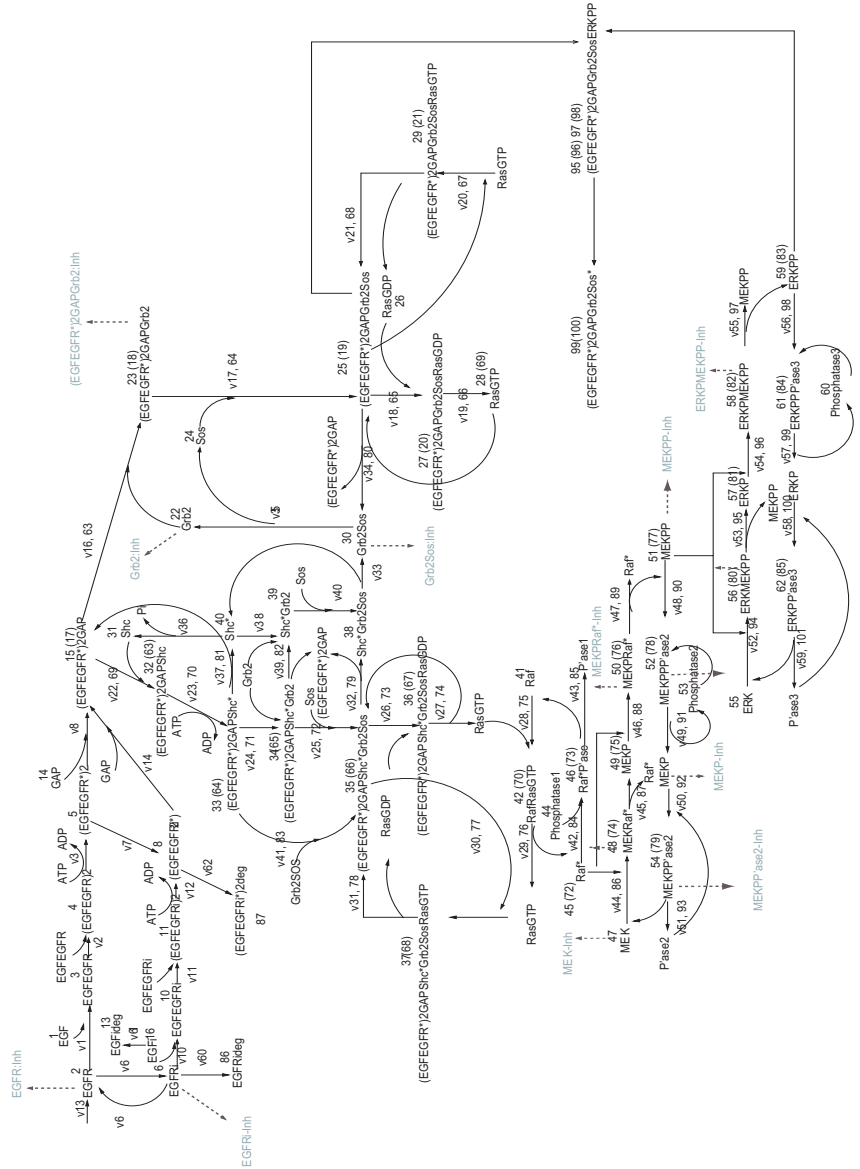 EGFR:Inh
v13
2
EGFR
v6
v6
6
EGFRi
EGFRi-Inh
1
EGF
v1
13
EGFideg
EGFi
16
v10
v60
86
EGFRideg
3
EGFEGFR
EGFEGFR
v2
10
EGFEGFRi
EGFEGFRi
v11
4
(EGFEGFR)2
ATP
v3
ADP
11
(EGFEGFRi)2
ATP
v12
ADP
5
(EGFEGFR*)2
v7
8
v62
(EGFEGFRi*)2deg
87
14
GAP
v8
GAP
v14
15 (17)
(EGFEGFR*)2GAP
v16, 63
v22, 69
31
Shc
32 (63)
(EGFEGFR*)2GAPShc
ATP
v23, 70
ADP
Pi
v36
33 (64)
(EGFEGFR*)2GAPShc*
v37, 81
40
Shc*
v38
v24, 71
Grb2
34(65)
(EGFEGFR*)2GAPShc*Grb2
v39, 82
39
Shc*Grb2
Sos
v40
v25, 72
Sos
(EGFEGFR*)2GAP
v41, 83
Grb2SOS
35 (66)
(EGFEGFR*)2GAPShc*Grb2Sos
v32, 79
38
Shc*Grb2Sos
v33
30
Grb2Sos
Grb2Sos:Inh
22
Grb2
Grb2:Inh
24
Sos
23 (18)
(EGFEGFR*)2GAPGrb2
(EGFEGFR*)2GAPGrb2:Inh
v17, 64
v34, 80
(EGFEGFR*)2GAP
25 (19)
(EGFEGFR*)2GAPGrb2Sos
v18, 65
RasGDP
26
27 (20)
(EGFEGFR*)2GAPGrb2SosRasGDP
v19, 66
28 (69)
RasGTP
v21, 68
29 (21)
(EGFEGFR*)2GAPGrb2SosRasGTP
v20, 67
RasGTP
v31, 78
RasGDP
v26, 73
36 (67)
(EGFEGFR*)2GAPShc*Grb2SosRasGDP
v27, 74
RasGTP
37(68)
(EGFEGFR*)2GAPShc*Grb2SosRasGTP
v30, 77
RasGTP
v29, 76
42 (70)
RafRasGTP
v28, 75
41
Raf
44
Phosphatase1
v42, 84
45 (72)
Raf*
46 (73)
Raf*P'ase
v43, 85
P'ase1
MEK-Inh
47
MEK
v44, 86
48 (74)
MEKRaf*
v45, 87
Raf*
49 (75)
MEKP
v46, 88
50 (76)
MEKPRaf*
MEKPRaf*-Inh
v47, 89
Raf*
51 (77)
MEKPP
MEKPP-Inh
v48, 90
52 (78)
MEKPPP'ase2
53
Phosphatase2
v49, 91
MEKP
MEKP-Inh
v50, 92
54 (79)
MEKPP'ase2
MEKPP'ase2-Inh
v51, 93
P'ase2
55
ERK
v52, 94
56 (80)
ERKMEKPP
v53, 95
MEKPP
57 (81)
ERKP
v54, 96
58 (82)
ERKPMEKPP
ERKPMEKPP-Inh
v55, 97
MEKPP
59 (83)
ERKPP
v56, 98
61 (84)
ERKPPP'ase3
60
Phosphatase3
v57, 99
ERKP
v58, 100
62 (85)
ERKPP'ase3
v59, 101
P'ase3
95 (96) 97 (98)
(EGFEGFR*)2GAPGrb2SosERKPP
99(100)
(EGFEGFR*)2GAPGrb2Sos*